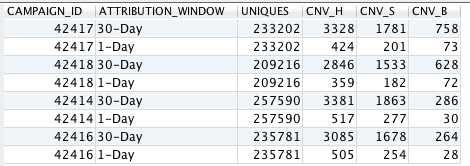 CAMPAIGN_ID ATTRIBUTION_WINDOW UNIQUES CNV_H CNV_S CNV_B
42417 30-Day 233202 3328 1781 758
42417 1-Day 233202 424 201 73
42418 30-Day 209216 2846 1533 628
42418 1-Day 209216 359 182 72
42414 30-Day 257590 3381 1863 286
42414 1-Day 257590 517 277 30
42416 30-Day 235781 3085 1678 264
42416 1-Day 235781 505 254 28